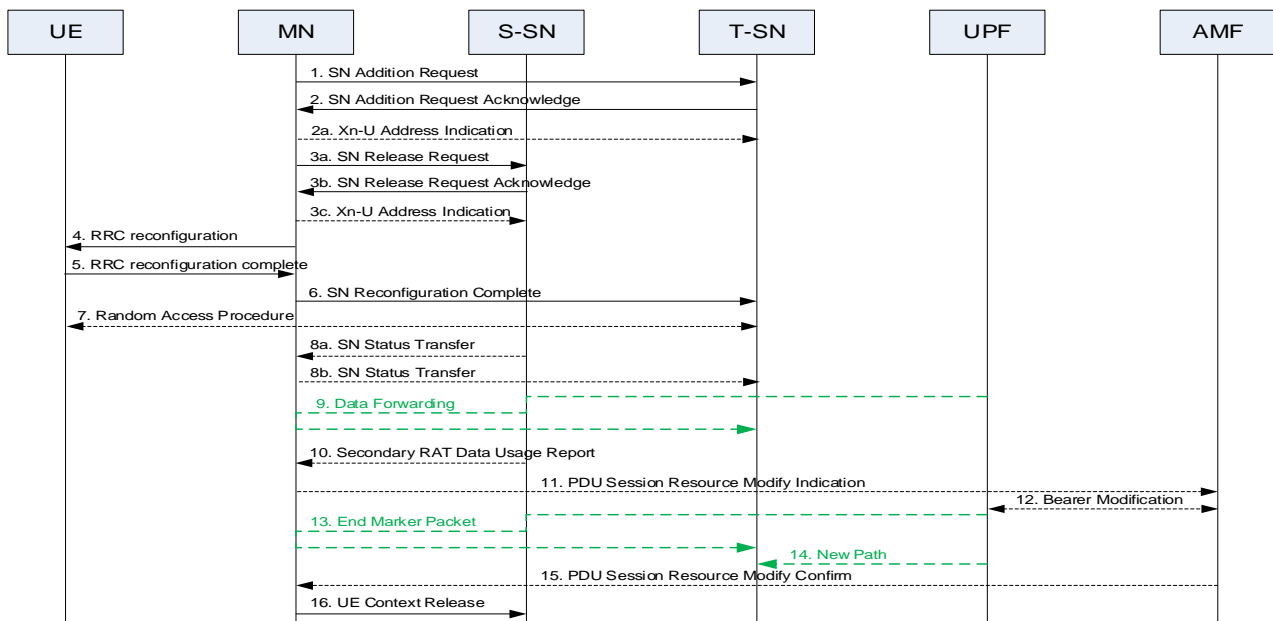 UE
MN
S-SN
T-SN
UPF
AMF
1. SN Addition Request
2. SN Addition Request Acknowledge
2a. Xn-U Address Indication
3a. SN Release Request
3b. SN Release Request Acknowledge
3c. Xn-U Address Indication
4. RRC reconfiguration
5. RRC reconfiguration complete
6. SN Reconfiguration Complete
7. Random Access Procedure
8a. SN Status Transfer
8b. SN Status Transfer
9. Data Forwarding
10. Secondary RAT Data Usage Report
11. PDU Session Resource Modify Indication
12. Bearer Modification
13. End Marker Packet
14. New Path
15. PDU Session Resource Modify Confirm
16. UE Context Release